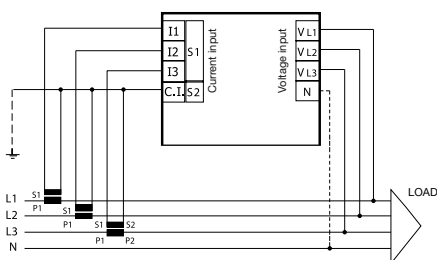 I1
I2
I3
C.I.
S1
S2
Current input
Voltage input
V L1
V L2
V L3
N
LOAD
L1 S1
P1
L2 S1
P1
L3 S1 S2
P1 P2
N